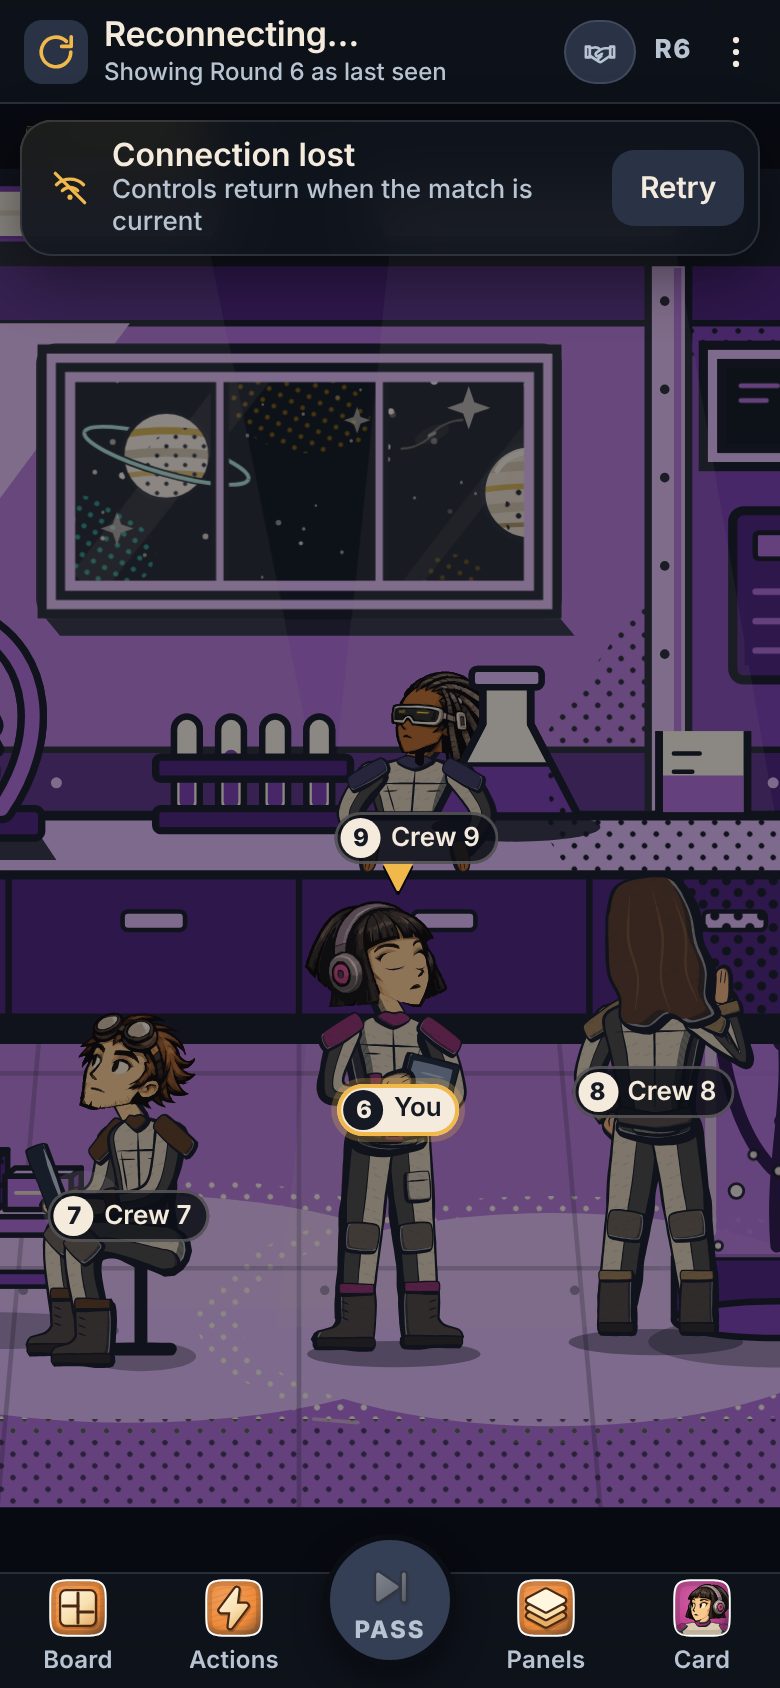 Reconnecting...
Showing Round 6 as last seen
R6
Connection lost
Controls return when the match is
current
Retry
9 Crew 9
6 You
8 Crew 8
7 Crew 7
PASS
Board
Actions
Panels
Card